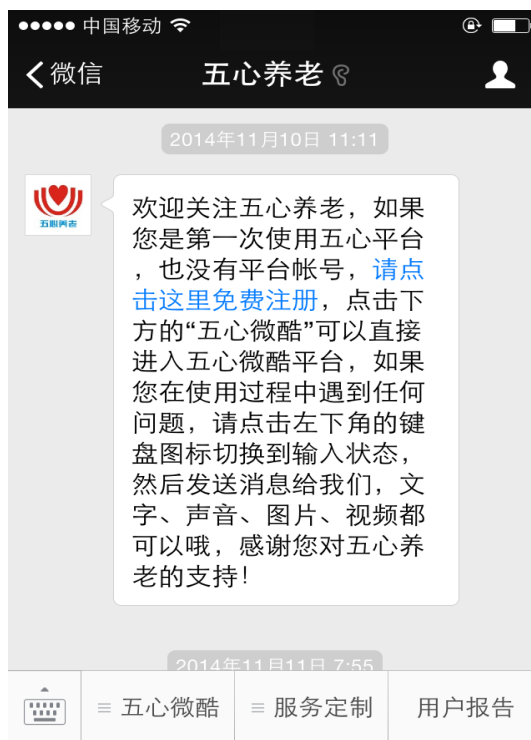 中国移动
微信
五心养老
2014年11月10日 11:11
五心养老
欢迎关注五心养老，如果
您是第一次使用五心平台
，也没有平台帐号，请点
击这里免费注册，点击下
方的“五心微酷”可以直接
进入五心微酷平台，如果
您在使用过程中遇到任何
问题，请点击左下角的键
盘图标切换到输入状态，
然后发送消息给我们，文
字、声音、图片、视频都
可以哦，感谢您对五心养
老的支持！
2014年11月11日 7:55
五心微酷
服务定制
用户报告